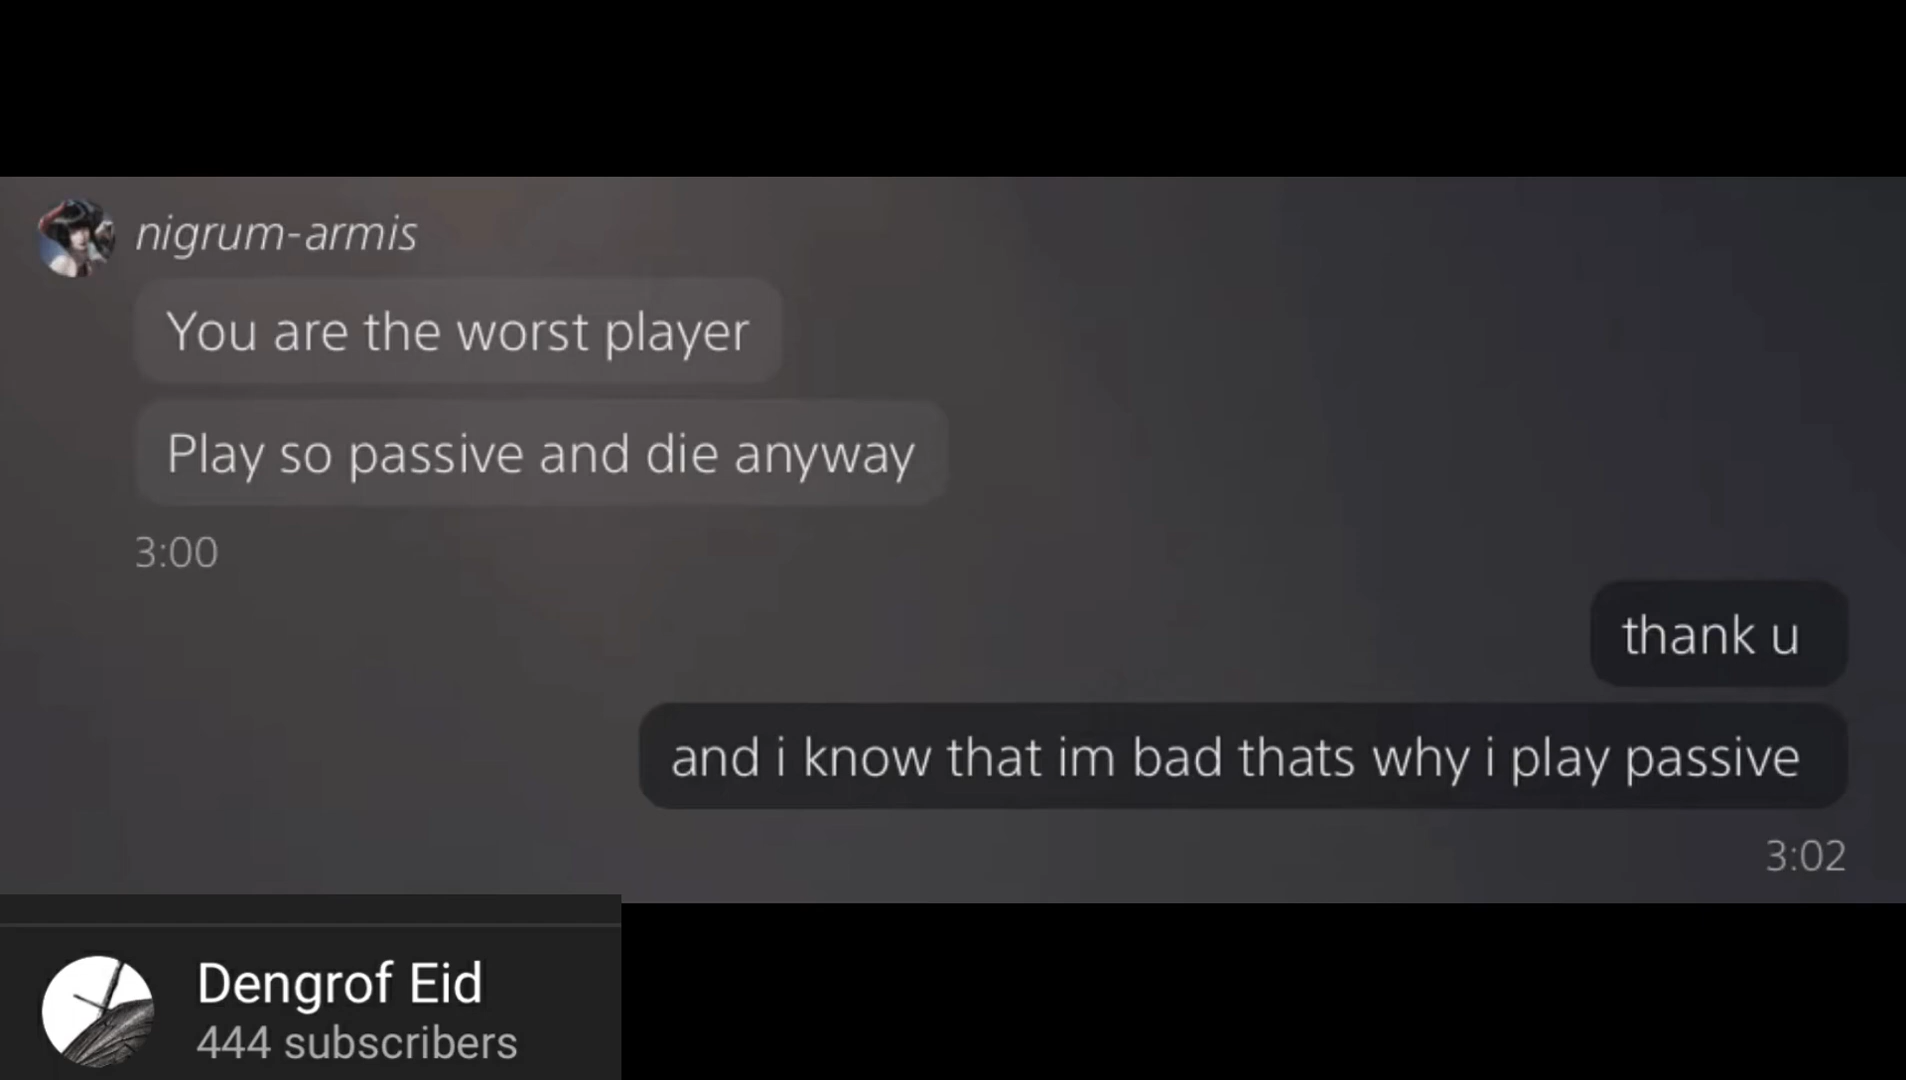 nigrum-armis
You are the worst player
Play so passive and die anyway
3:00
thank u
and i know that im bad thats why i play passive
3:02
Dengrof Eid
444 subscribers